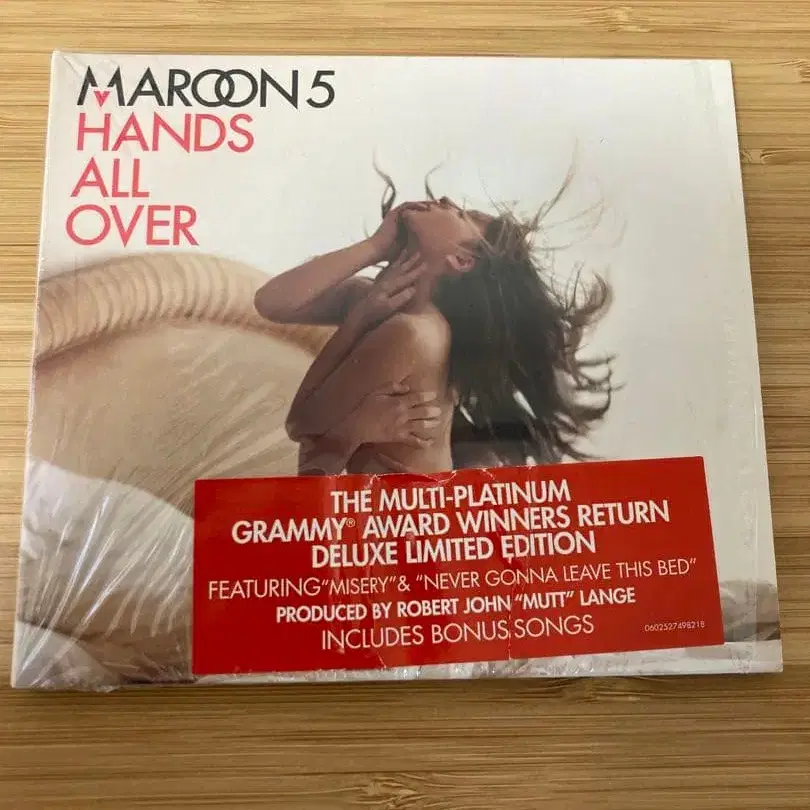 MAROON 5
HANDS
ALL
OVER
THE MULTI-PLATINUM
GRAMMY® AWARD WINNERS RETURN
DELUXE LIMITED EDITION
FEATURING "MISERY" & "NEVER GONNA LEAVE THIS BED"
PRODUCED BY ROBERT JOHN "MUTT" LANGE
INCLUDES BONUS SONGS
0602527498218